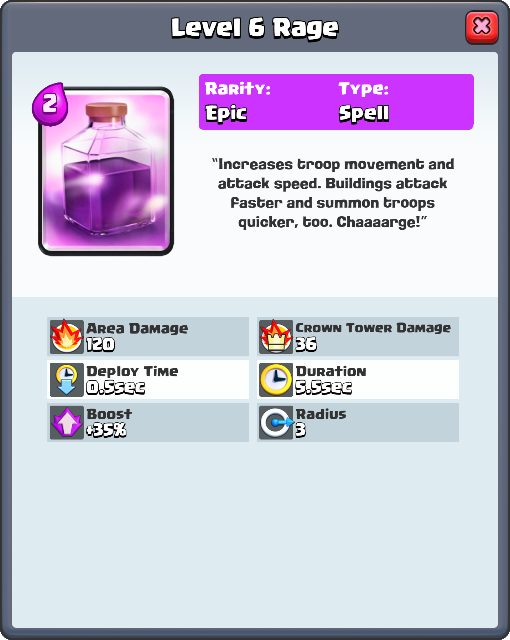 Level 6 Rage
2
Rarity: Type:
Epic Spell
"Increases troop movement and
attack speed. Buildings attack
faster and summon troops
quicker, too. Chaaaarge!"
Area Damage Crown Tower Damage
120 36
Deploy Time Duration
0.5sec 5.5sec
Boost Radius
+35% 3